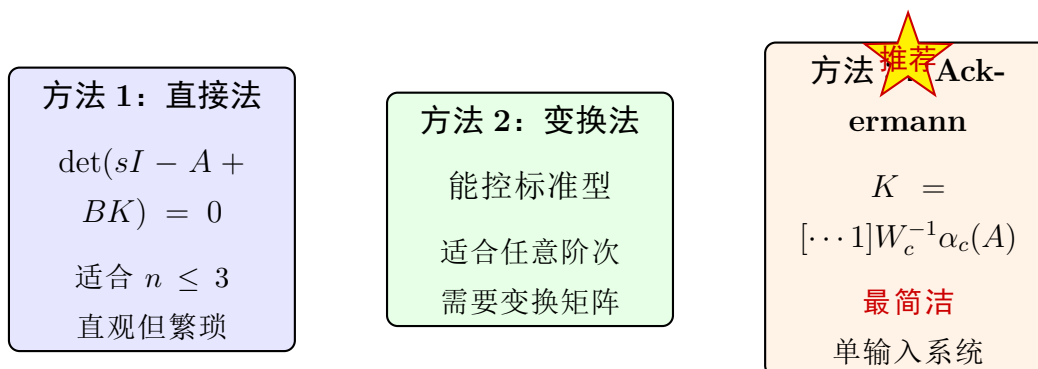 方法 1：直接法
det(sI − A +
BK) = 0
适合 n ≤ 3
直观但繁琐
方法 2：变换法
能控标准型
适合任意阶次
需要变换矩阵
推荐
方法 Ack-
ermann
K =
[⋯ 1]W_c^{-1}α_c(A)
最简洁
单输入系统